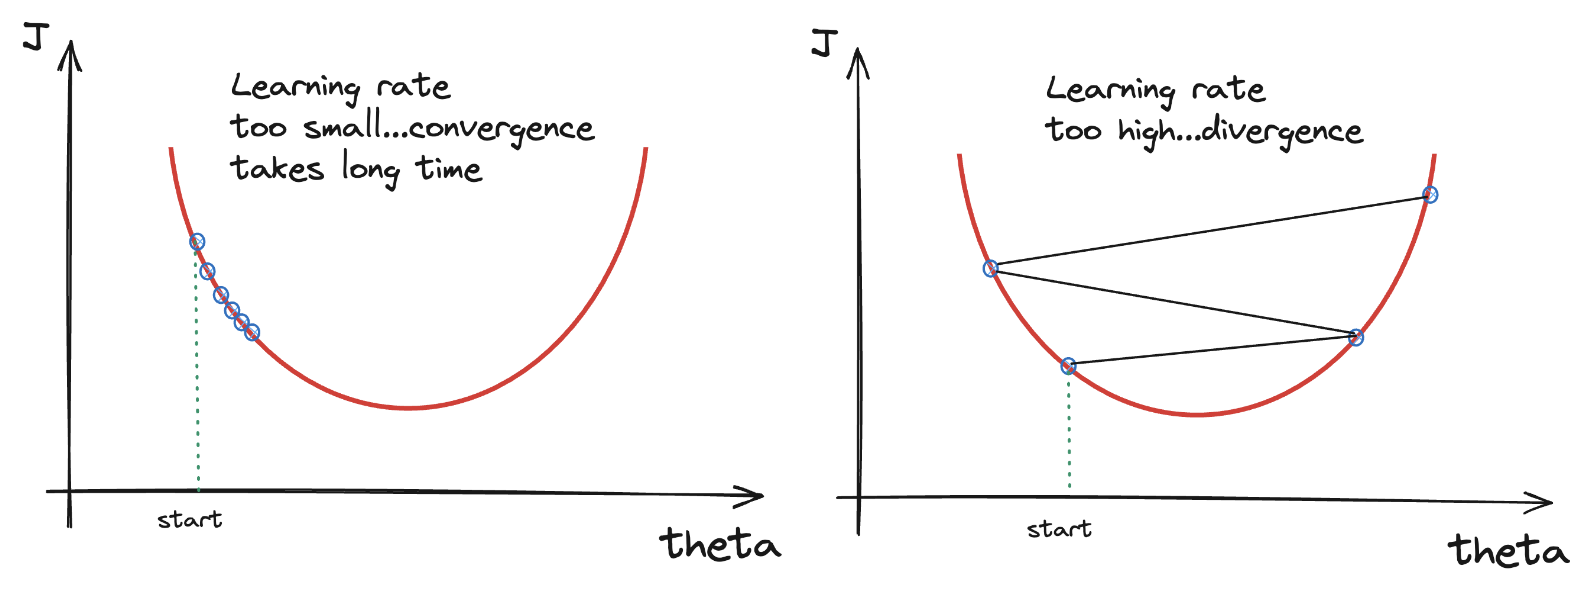 J
Learning rate
too small...convergence
takes long time
start
theta
J
Learning rate
too high...divergence
start
theta